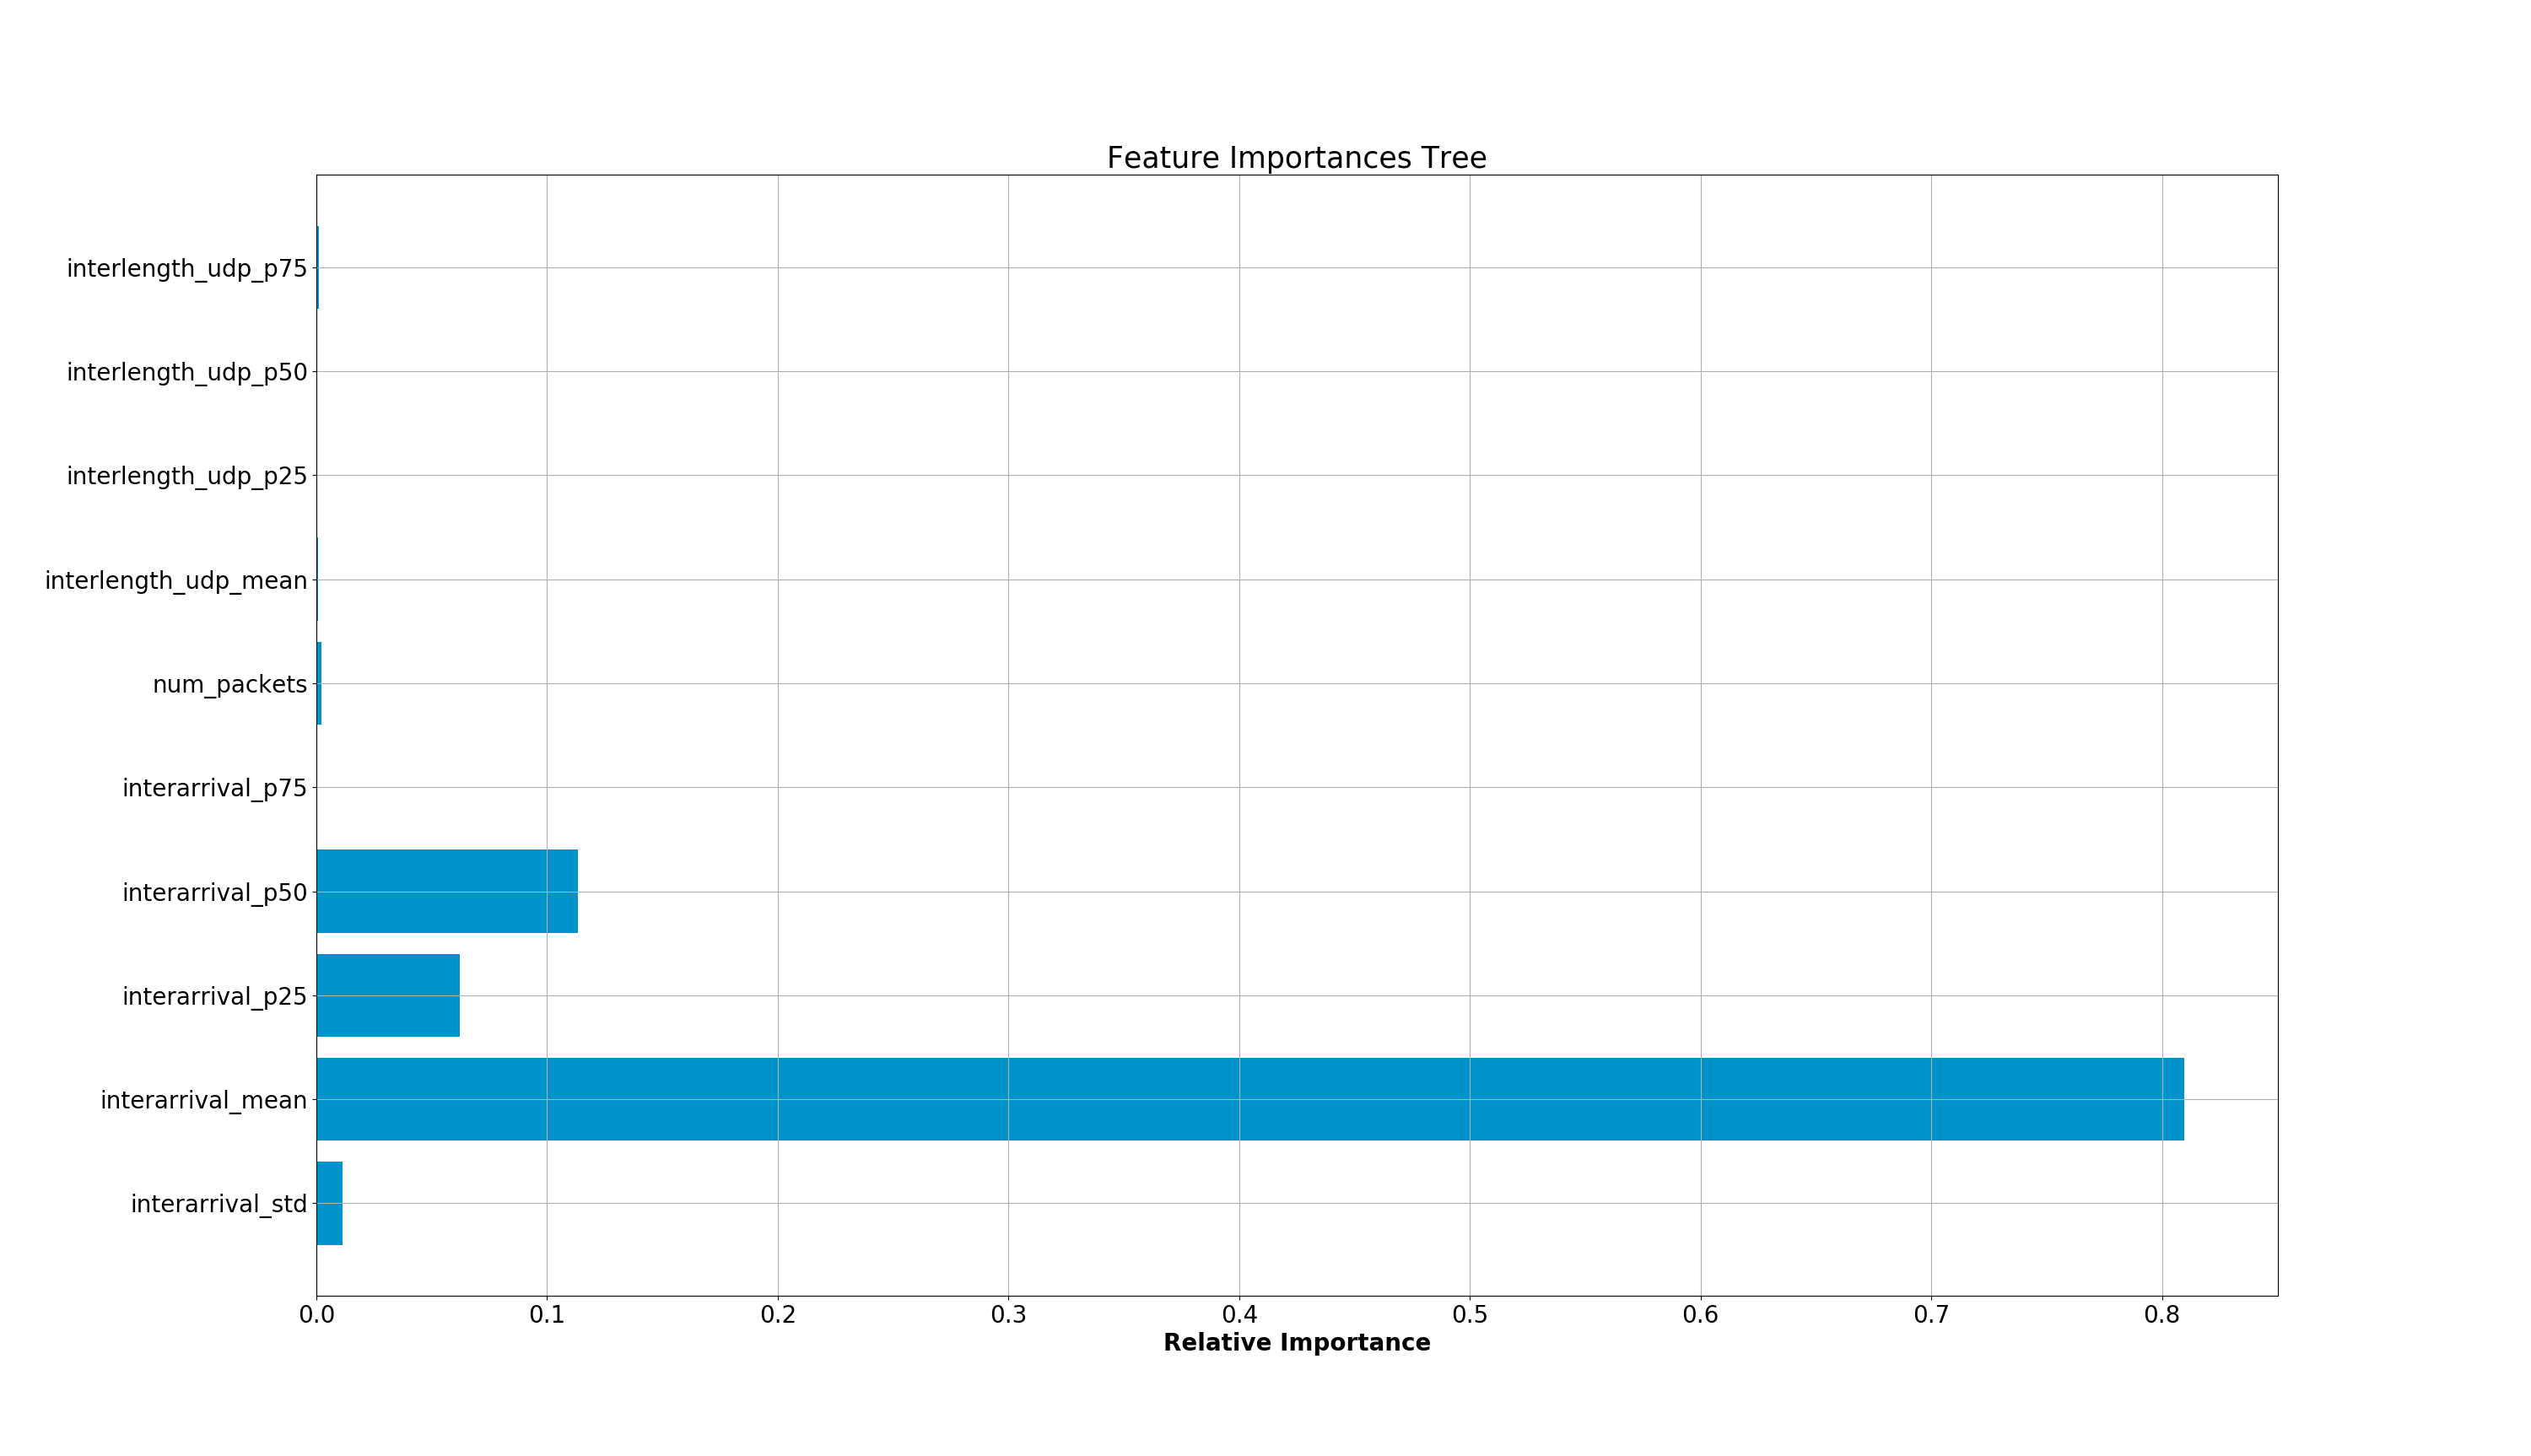 Feature Importances Tree
interlength_udp_p75
interlength_udp_p50
interlength_udp_p25
interlength_udp_mean
num_packets
interarrival_p75
interarrival_p50
interarrival_p25
interarrival_mean
interarrival_std
0.0 0.1 0.2 0.3 0.4 0.5 0.6 0.7 0.8
Relative Importance